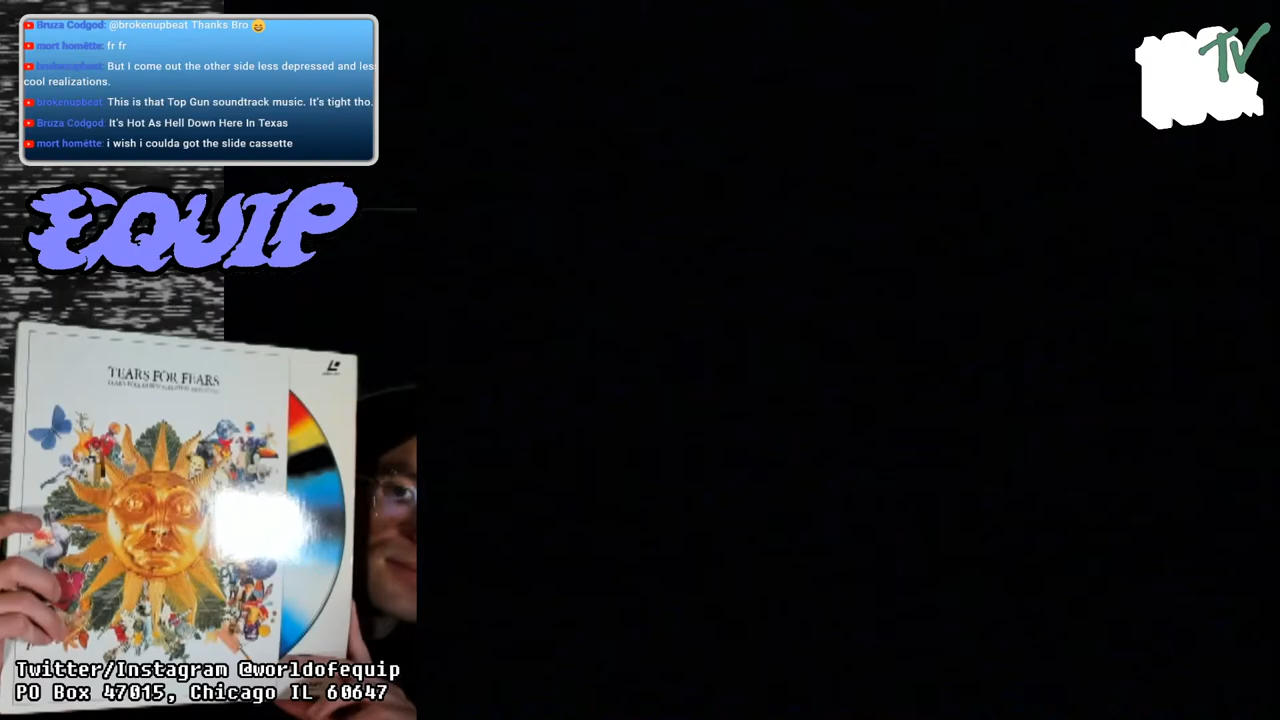 Bruza Codgod: @brokenupbeat Thanks Bro
mort homëtte: fr fr
brokenupbeat: But I come out the other side less depressed and less
cool realizations.
brokenupbeat: This is that Top Gun soundtrack music. It's tight tho.
Bruza Codgod: It's Hot As Hell Down Here In Texas
mort homëtte: i wish i coulda got the slide cassette
TV
EQUIP
TEARS FOR FEARS
Twitter/Instagram @worldofequip
PO Box 47015, Chicago IL 60647